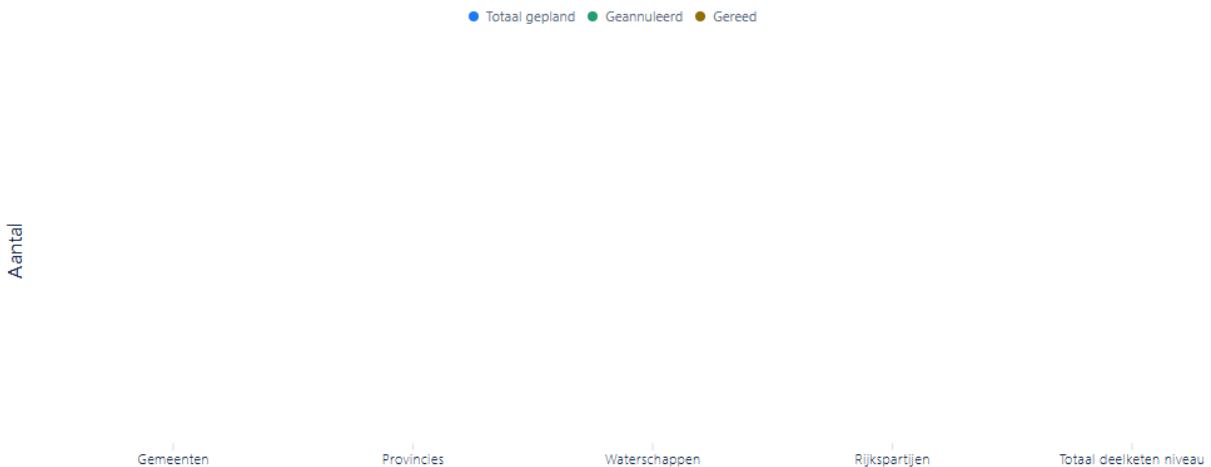 Totaal gepland Geannuleerd Gereed
Aantal
Gemeenten Provincies Waterschappen Rijkspartijen Totaal deelketen niveau